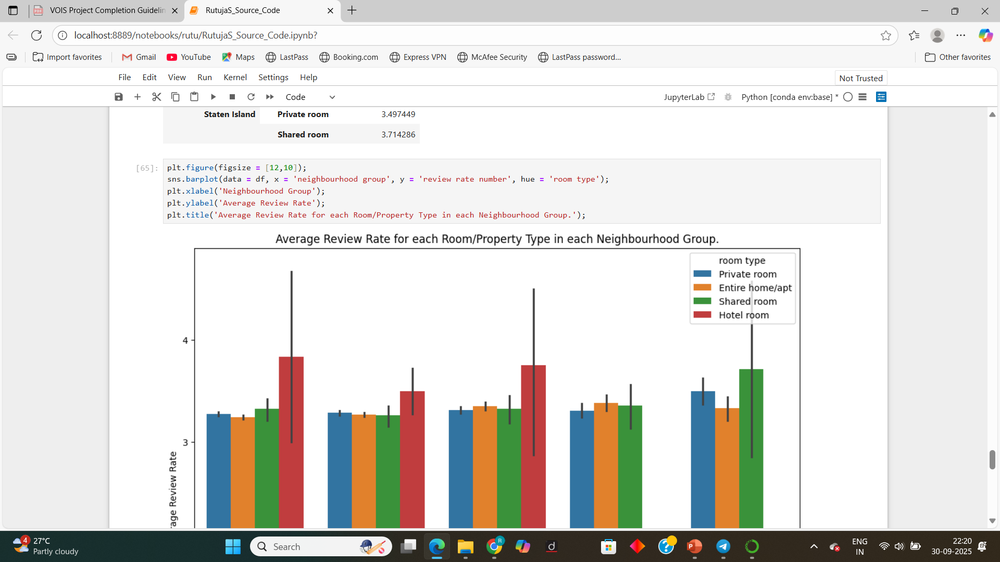 VOIS Project Completion Guidelin
RutujaS_Source_Code
localhost:8889/notebooks/rutu/RutujaS_Source_Code.ipynb?
Import favorites Gmail YouTube Maps LastPass Booking.com Express VPN McAfee Security LastPass password... Other favorites
File Edit View Run Kernel Settings Help Not Trusted
Code JupyterLab Python [conda env:base] *
Staten Island Private room 3.497449
Shared room 3.714286
[65]: plt.figure(figsize = [12,10]);
sns.barplot(data = df, x = 'neighbourhood group', y = 'review rate number', hue = 'room type');
plt.xlabel('Neighbourhood Group');
plt.ylabel('Average Review Rate');
plt.title('Average Review Rate for each Room/Property Type in each Neighbourhood Group.');
Average Review Rate for each Room/Property Type in each Neighbourhood Group.
room type
Private room
Entire home/apt
Shared room
Hotel room
4
3
rage Review Rate
4 27°C
Partly cloudy
Search
R
d
P
ENG
IN
22:20
30-09-2025